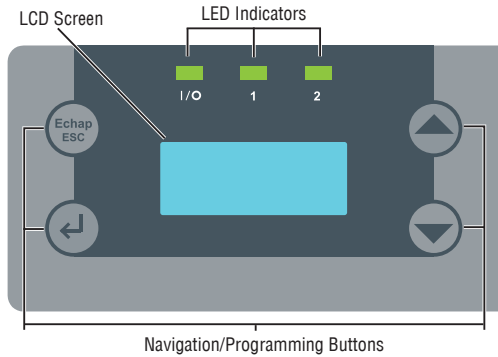 LCD Screen
LED Indicators
I/O 1 2
Echap
ESC
Navigation/Programming Buttons